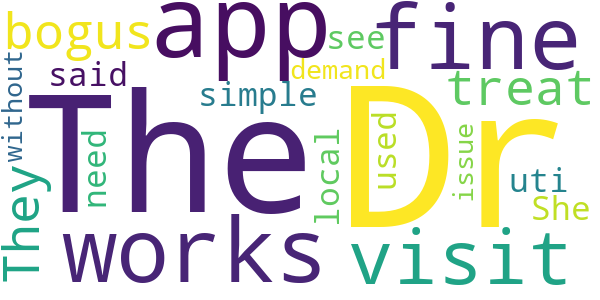 bogus app see fine
said demand
without simple treat
The Dr
They need local used issue uti
She
works visit